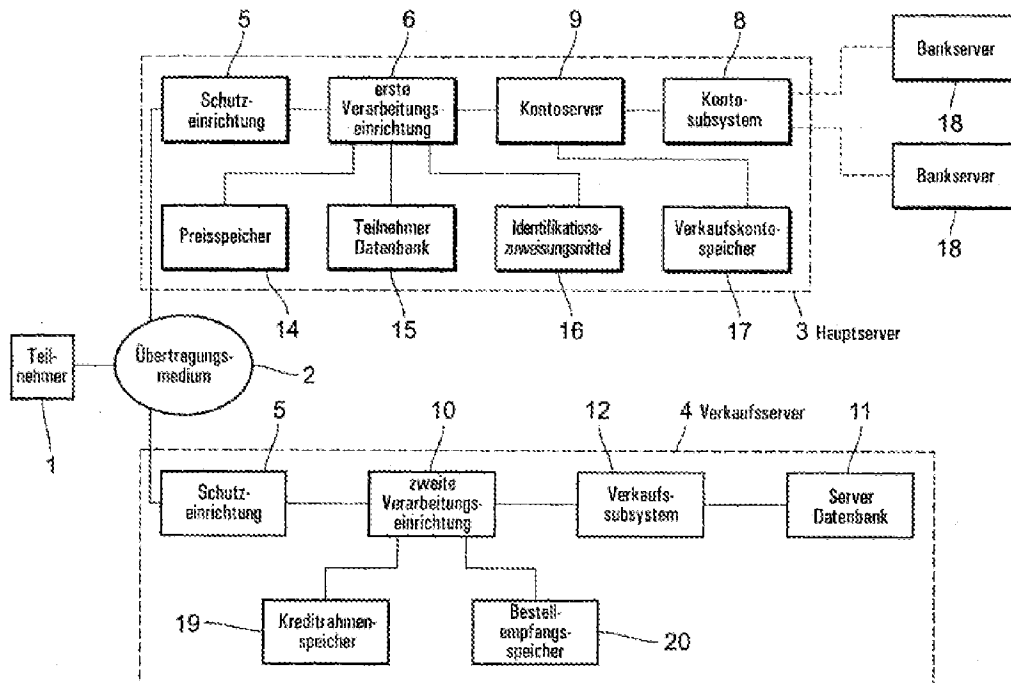 5
6
9
8
Schutz-
einrichtung
erste
Verarbeitungs
einrichtung
Kontoserver
Konto-
subsystem
Bankserver
18
Bankserver
18
Preisspeicher
Teilnehmer
Datenbank
Identifikations-
zuweisungsmittel
Verkaufskonto-
speicher
14
15
16
17
3 Hauptserver
Teil-
nehmer
1
Übertragungs-
medium
2
5
10
12
4 Verkaufsserver
11
Schutz-
einrichtung
zweite
Verarbeitungs-
einrichtung
Verkaufs-
subsystem
Server
Datenbank
19
Kreditrahmen-
speicher
Bestell-
empfangs-
speicher
20